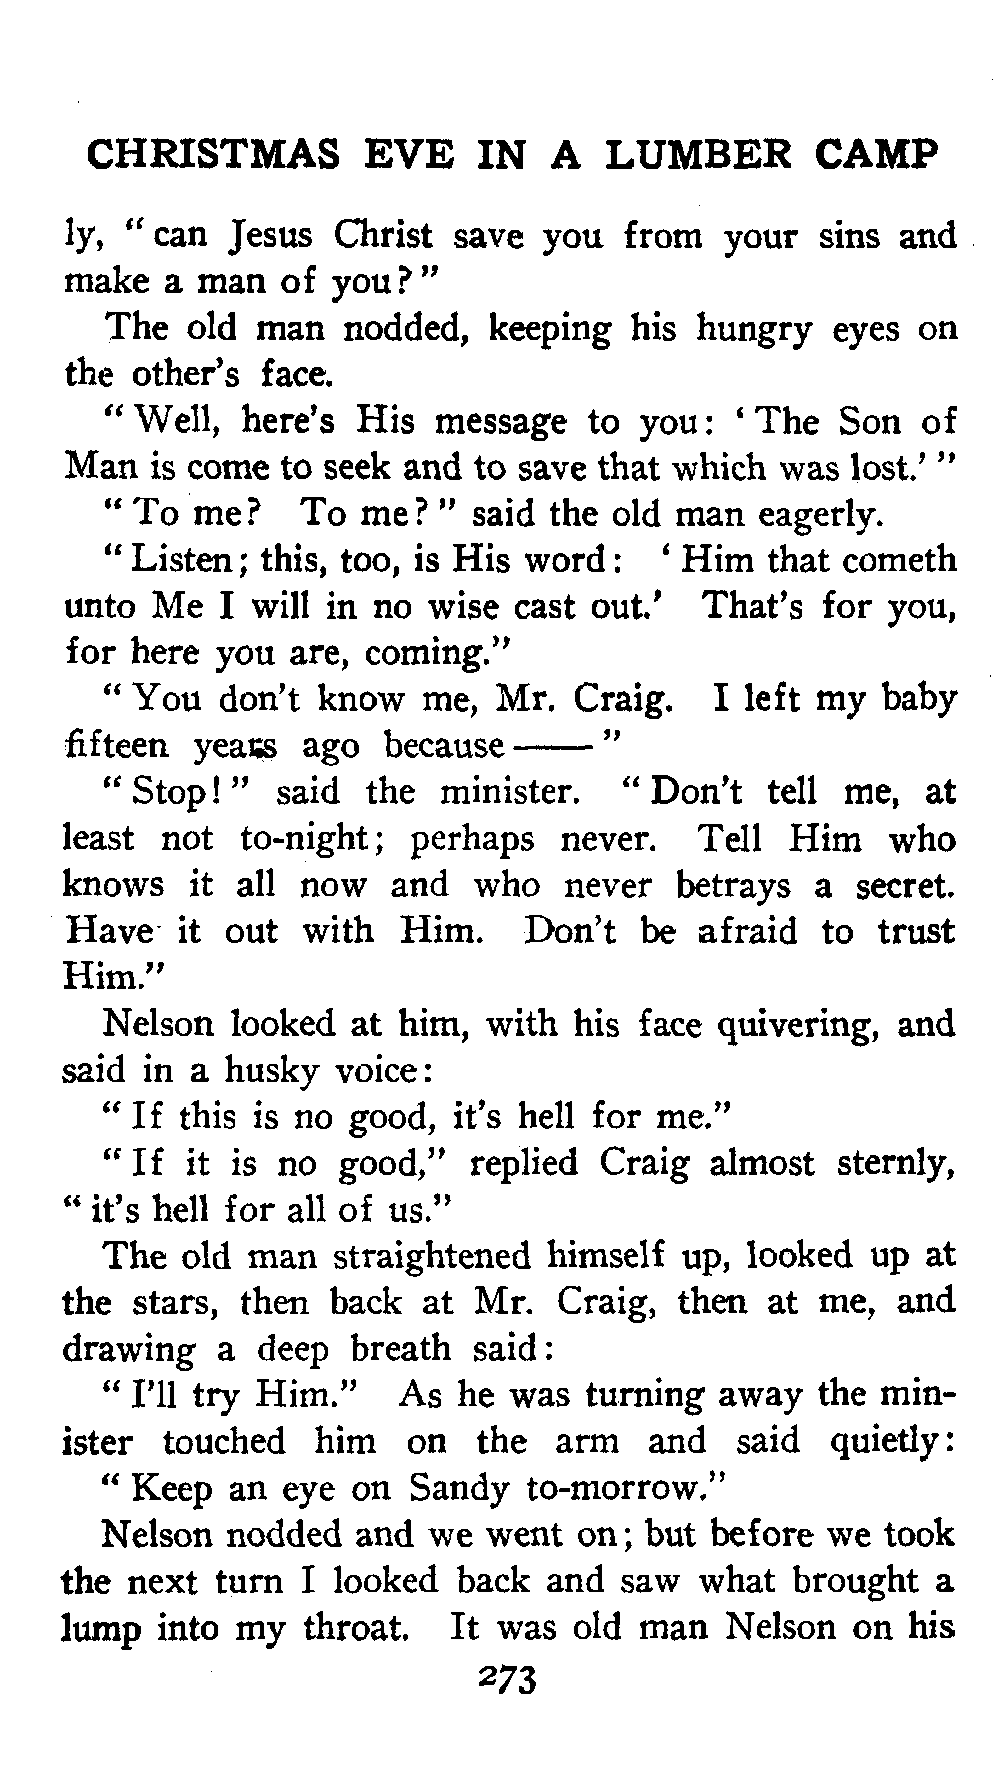 CHRISTMAS EVE IN A LUMBER CAMP
ly, “ can Jesus Christ save you from your sins and
make a man of you? ”
The old man nodded, keeping his hungry eyes on
the other’s face.
“ Well, here’s His message to you: ‘ The Son of
Man is come to seek and to save that which was lost.’ ”
“ To me? To me? ” said the old man eagerly.
“ Listen; this, too, is His word: ‘ Him that cometh
unto Me I will in no wise cast out.’ That’s for you,
for here you are, coming.”
“ You don’t know me, Mr. Craig. I left my baby
fifteen years ago because —— ”
“ Stop! ” said the minister. “ Don’t tell me, at
least not to-night; perhaps never. Tell Him who
knows it all now and who never betrays a secret.
Have it out with Him. Don’t be afraid to trust
Him.”
Nelson looked at him, with his face quivering, and
said in a husky voice:
“ If this is no good, it’s hell for me.”
“ If it is no good,” replied Craig almost sternly,
“ it’s hell for all of us.”
The old man straightened himself up, looked up at
the stars, then back at Mr. Craig, then at me, and
drawing a deep breath said:
“ I’ll try Him.” As he was turning away the min-
ister touched him on the arm and said quietly:
“ Keep an eye on Sandy to-morrow.”
Nelson nodded and we went on; but before we took
the next turn I looked back and saw what brought a
lump into my throat. It was old man Nelson on his
273